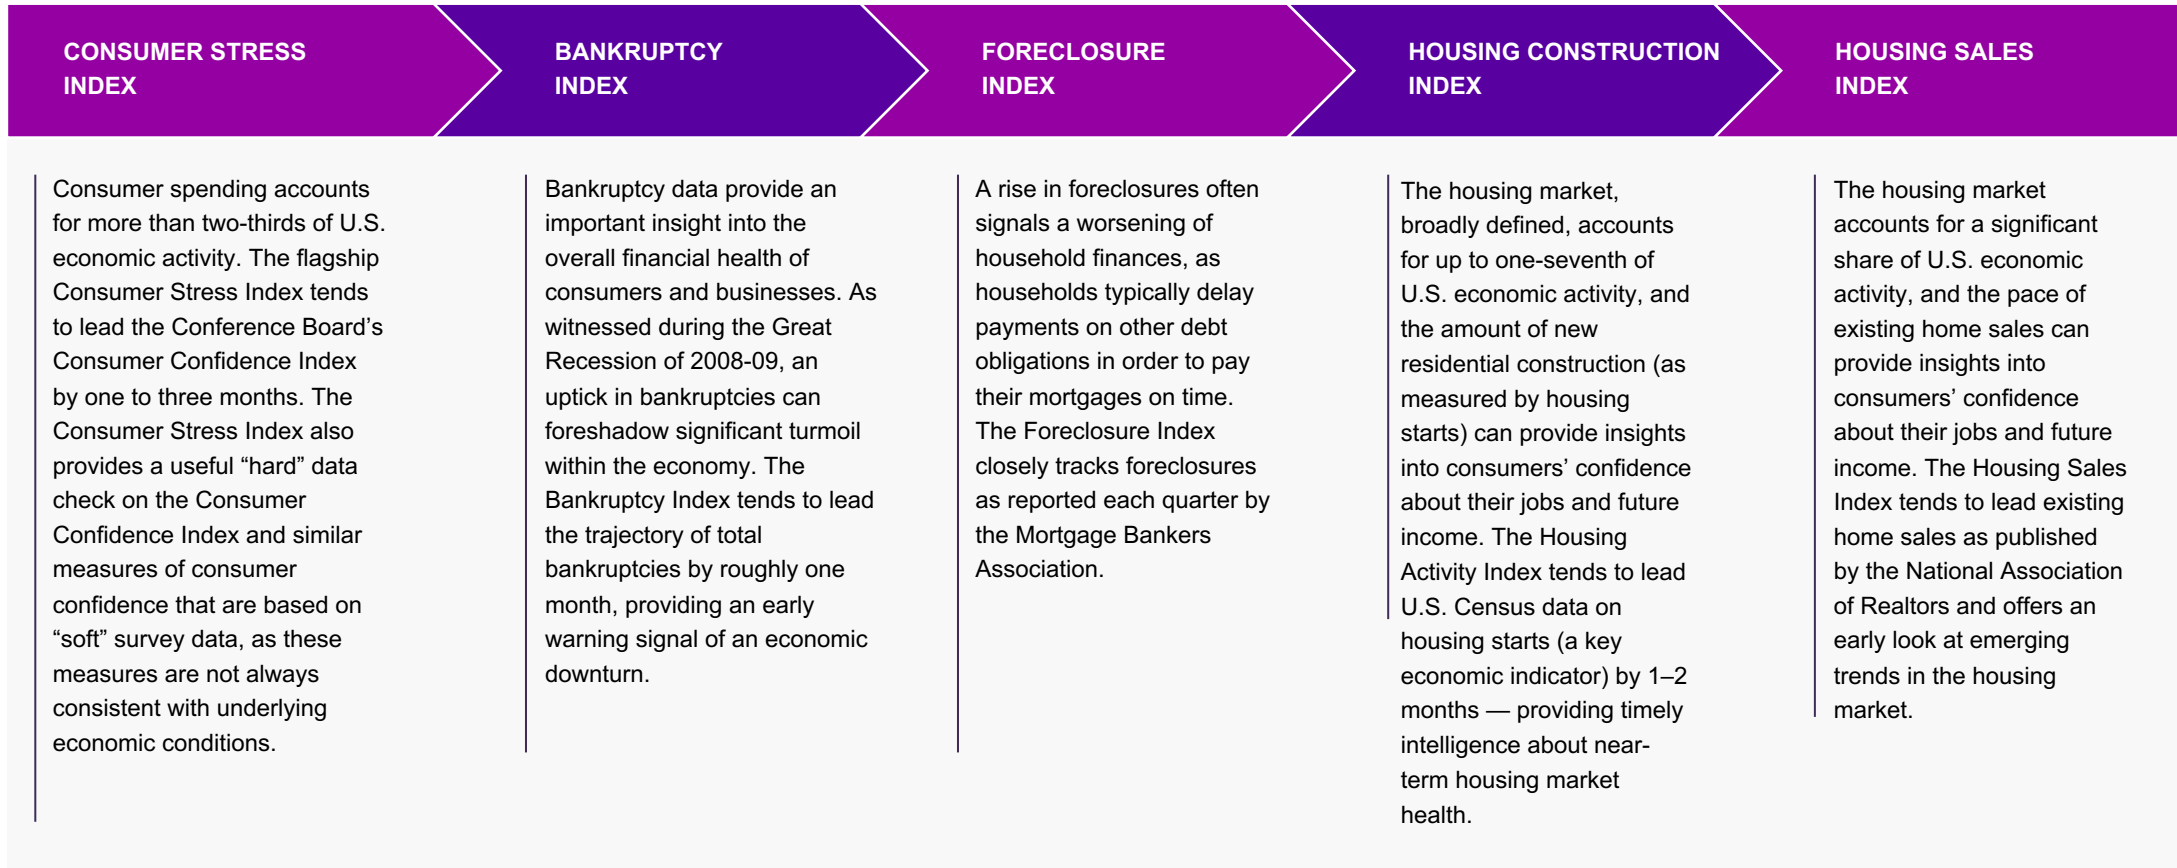 CONSUMER STRESS
INDEX
Consumer spending accounts
for more than two-thirds of U.S.
economic activity. The flagship
Consumer Stress Index tends
to lead the Conference Board’s
Consumer Confidence Index
by one to three months. The
Consumer Stress Index also
provides a useful “hard” data
check on the Consumer
Confidence Index and similar
measures of consumer
confidence that are based on
“soft” survey data, as these
measures are not always
consistent with underlying
economic conditions.
BANKRUPTCY
INDEX
Bankruptcy data provide an
important insight into the
overall financial health of
consumers and businesses. As
witnessed during the Great
Recession of 2008-09, an
uptick in bankruptcies can
foreshadow significant turmoil
within the economy. The
Bankruptcy Index tends to lead
the trajectory of total
bankruptcies by roughly one
month, providing an early
warning signal of an economic
downturn.
FORECLOSURE
INDEX
A rise in foreclosures often
signals a worsening of
household finances, as
households typically delay
payments on other debt
obligations in order to pay
their mortgages on time.
The Foreclosure Index
closely tracks foreclosures
as reported each quarter by
the Mortgage Bankers
Association.
HOUSING CONSTRUCTION
INDEX
The housing market,
broadly defined, accounts
for up to one-seventh of
U.S. economic activity, and
the amount of new
residential construction (as
measured by housing
starts) can provide insights
into consumers’ confidence
about their jobs and future
income. The Housing
Activity Index tends to lead
U.S. Census data on
housing starts (a key
economic indicator) by 1–2
months — providing timely
intelligence about near-
term housing market
health.
HOUSING SALES
INDEX
The housing market
accounts for a significant
share of U.S. economic
activity, and the pace of
existing home sales can
provide insights into
consumers’ confidence
about their jobs and future
income. The Housing Sales
Index tends to lead existing
home sales as published
by the National Association
of Realtors and offers an
early look at emerging
trends in the housing
market.